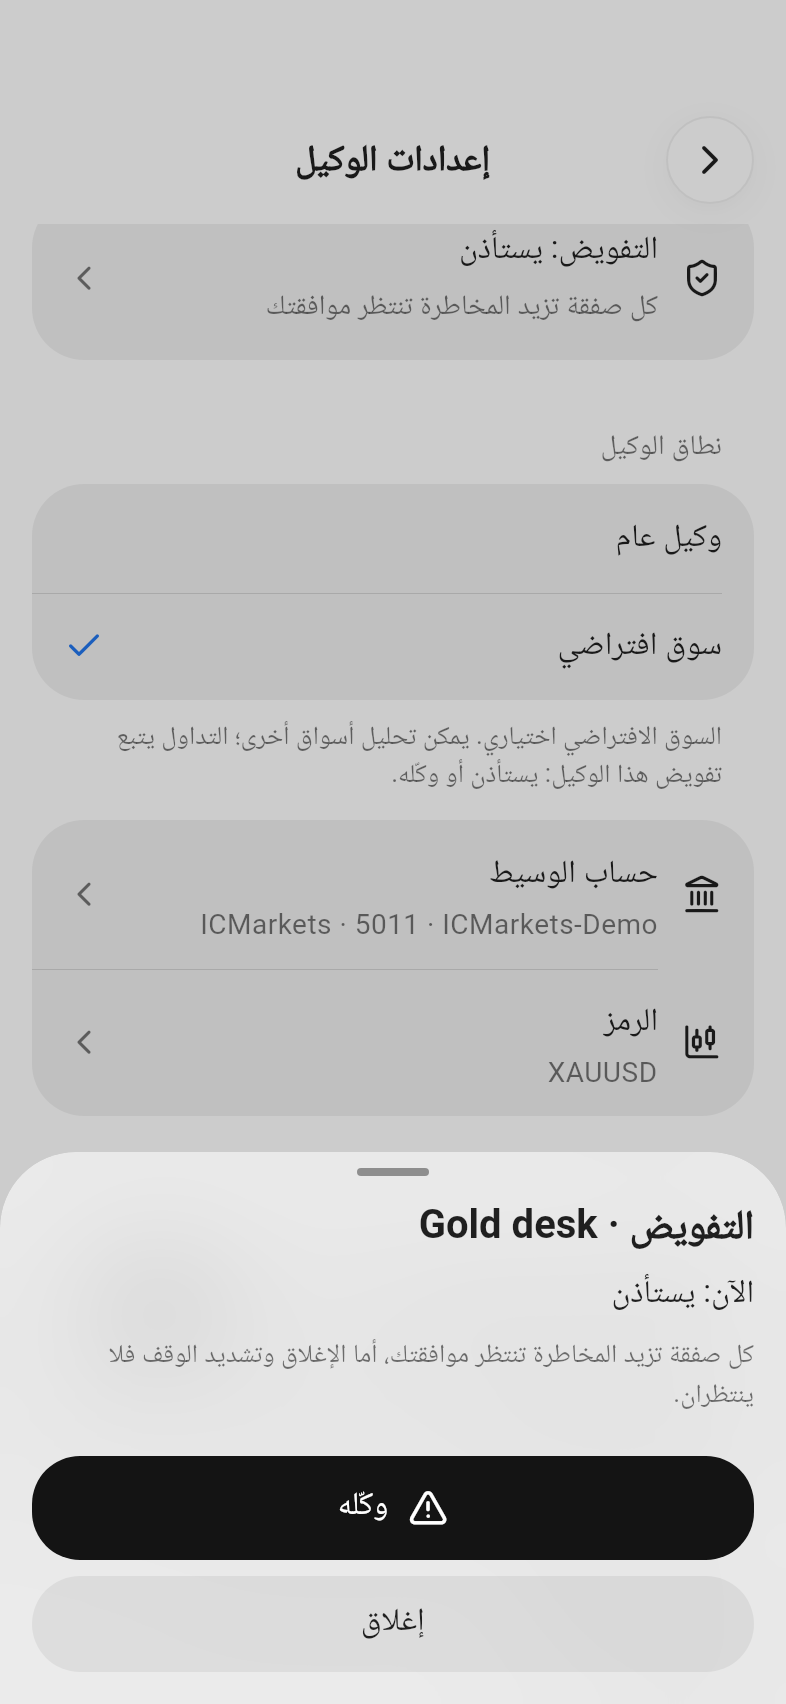 إعدادات الوكيل
التفويض: يستأذن
كل صفقة تزيد المخاطرة تنتظر موافقتك
نطاق الوكيل
وكيل عام
سوق افتراضي
السوق الافتراضي اختياري. يمكن تحليل أسواق أخرى؛ التداول يتبع
تفويض هذا الوكيل: يستأذن أو وكّله.
حساب الوسيط
ICMarkets · 5011 · ICMarkets-Demo
الرمز
XAUUSD
التفويض · Gold desk
الآن: يستأذن
كل صفقة تزيد المخاطرة تنتظر موافقتك، أما الإغلاق وتشديد الوقف فلا
ينتظران.
وكّله
إغلاق